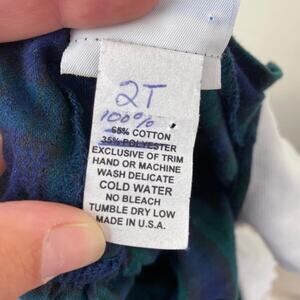 2T
100%
65% COTTON
35% POLYESTER
EXCLUSIVE OF TRIM
HAND OR MACHINE
WASH DELICATE
COLD WATER
NO BLEACH
TUMBLE DRY LOW
MADE IN U.S.A.